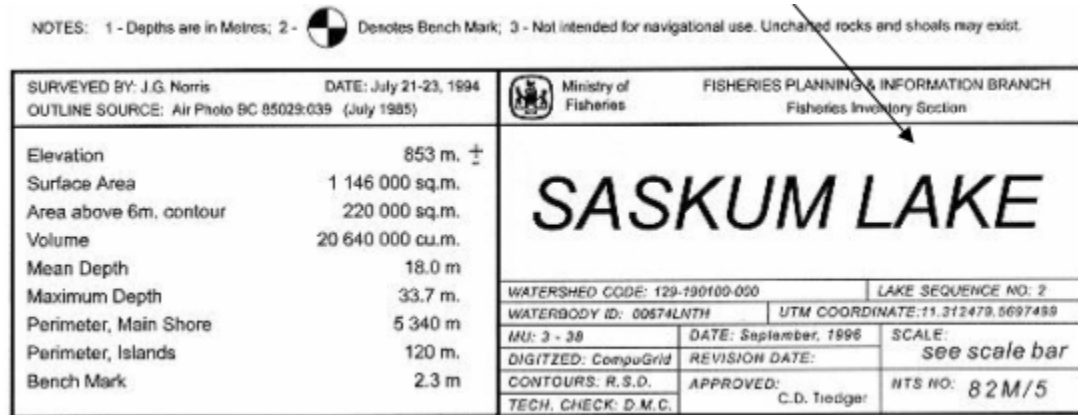 NOTES: 1 - Depths are in Metres; 2 - Denotes Bench Mark; 3 - Not intended for navigational use. Uncharted rocks and shoals may exist.
SURVEYED BY: J.G. Norris DATE: July 21-23, 1994
OUTLINE SOURCE: Air Photo BC 85029:039 (July 1985)
Elevation 853 m. ±
Surface Area 1 146 000 sq.m.
Area above 6m. contour 220 000 sq.m.
Volume 20 640 000 cu.m.
Mean Depth 18.0 m
Maximum Depth 33.7 m.
Perimeter, Main Shore 5 340 m
Perimeter, Islands 120 m.
Bench Mark 2.3 m
Ministry of Fisheries
FISHERIES PLANNING & INFORMATION BRANCH
Fisheries Inventory Section
SASKUM LAKE
WATERSHED CODE: 129-190100-000 LAKE SEQUENCE NO: 2
WATERBODY ID: 00574LNTH UTM COORDINATE:11.312479.5697499
MU: 3 - 38 DATE: September, 1996 SCALE: see scale bar
DIGITZED: CompuGrid REVISION DATE:
CONTOURS: R.S.D. APPROVED: C.D. Tredger NTS NO: 82M/5
TECH. CHECK: D.M.C.